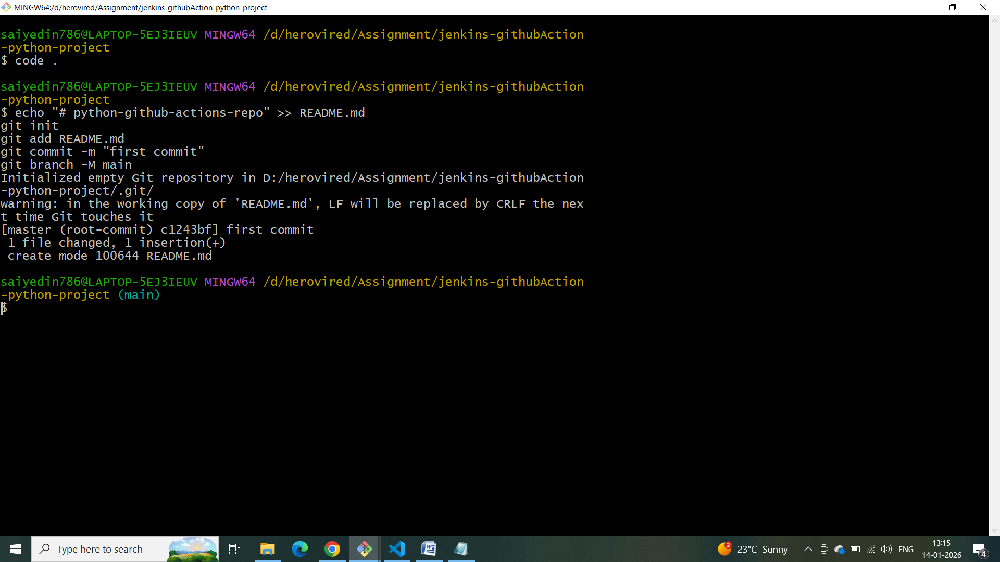 MINGW64:/d/herovired/Assignment/jenkins-githubAction-python-project
saiyedin786@LAPTOP-5EJ3IEUV MINGW64 /d/herovired/Assignment/jenkins-githubAction
-python-project
$ code .
saiyedin786@LAPTOP-5EJ3IEUV MINGW64 /d/herovired/Assignment/jenkins-githubAction
-python-project
$ echo "# python-github-actions-repo" >> README.md
git init
git add README.md
git commit -m "first commit"
git branch -M main
Initialized empty Git repository in D:/herovired/Assignment/jenkins-githubAction
-python-project/.git/
warning: in the working copy of 'README.md', LF will be replaced by CRLF the nex
t time Git touches it
[master (root-commit) c1243bf] first commit
 1 file changed, 1 insertion(+)
 create mode 100644 README.md
saiyedin786@LAPTOP-5EJ3IEUV MINGW64 /d/herovired/Assignment/jenkins-githubAction
-python-project (main)
$
Type here to search
2
23°C Sunny
ENG
13:15
14-01-2026
4